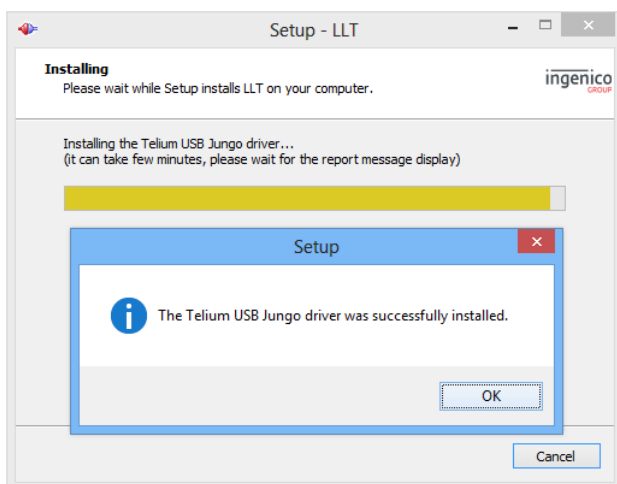 Setup - LLT
Installing
Please wait while Setup installs LLT on your computer.
ingenico
GROUP
Installing the Telium USB Jungo driver...
(it can take few minutes, please wait for the report message display)
Setup
The Telium USB Jungo driver was successfully installed.
OK
Cancel